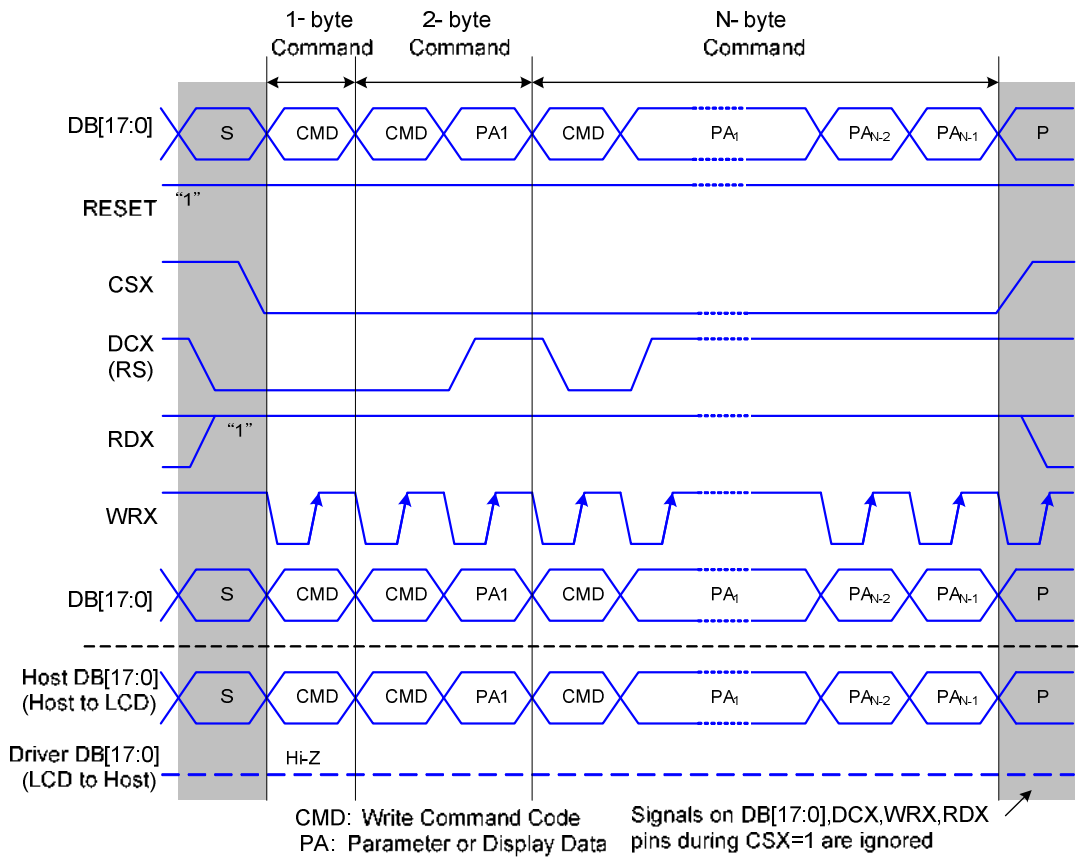 1- byte
Command
2- byte
Command
N- byte
Command
DB[17:0] S CMD CMD PA1 CMD PA1 PAN-2 PAN-1 P
RESET "1"
CSX
DCX
(RS)
RDX "1"
WRX
DB[17:0] S CMD CMD PA1 CMD PA1 PAN-2 PAN-1 P
Host DB[17:0]
(Host to LCD)
S CMD CMD PA1 CMD PA1 PAN-2 PAN-1 P
Driver DB[17:0]
(LCD to Host)
Hi-Z
CMD: Write Command Code
PA: Parameter or Display Data
Signals on DB[17:0],DCX,WRX,RDX
pins during CSX=1 are ignored